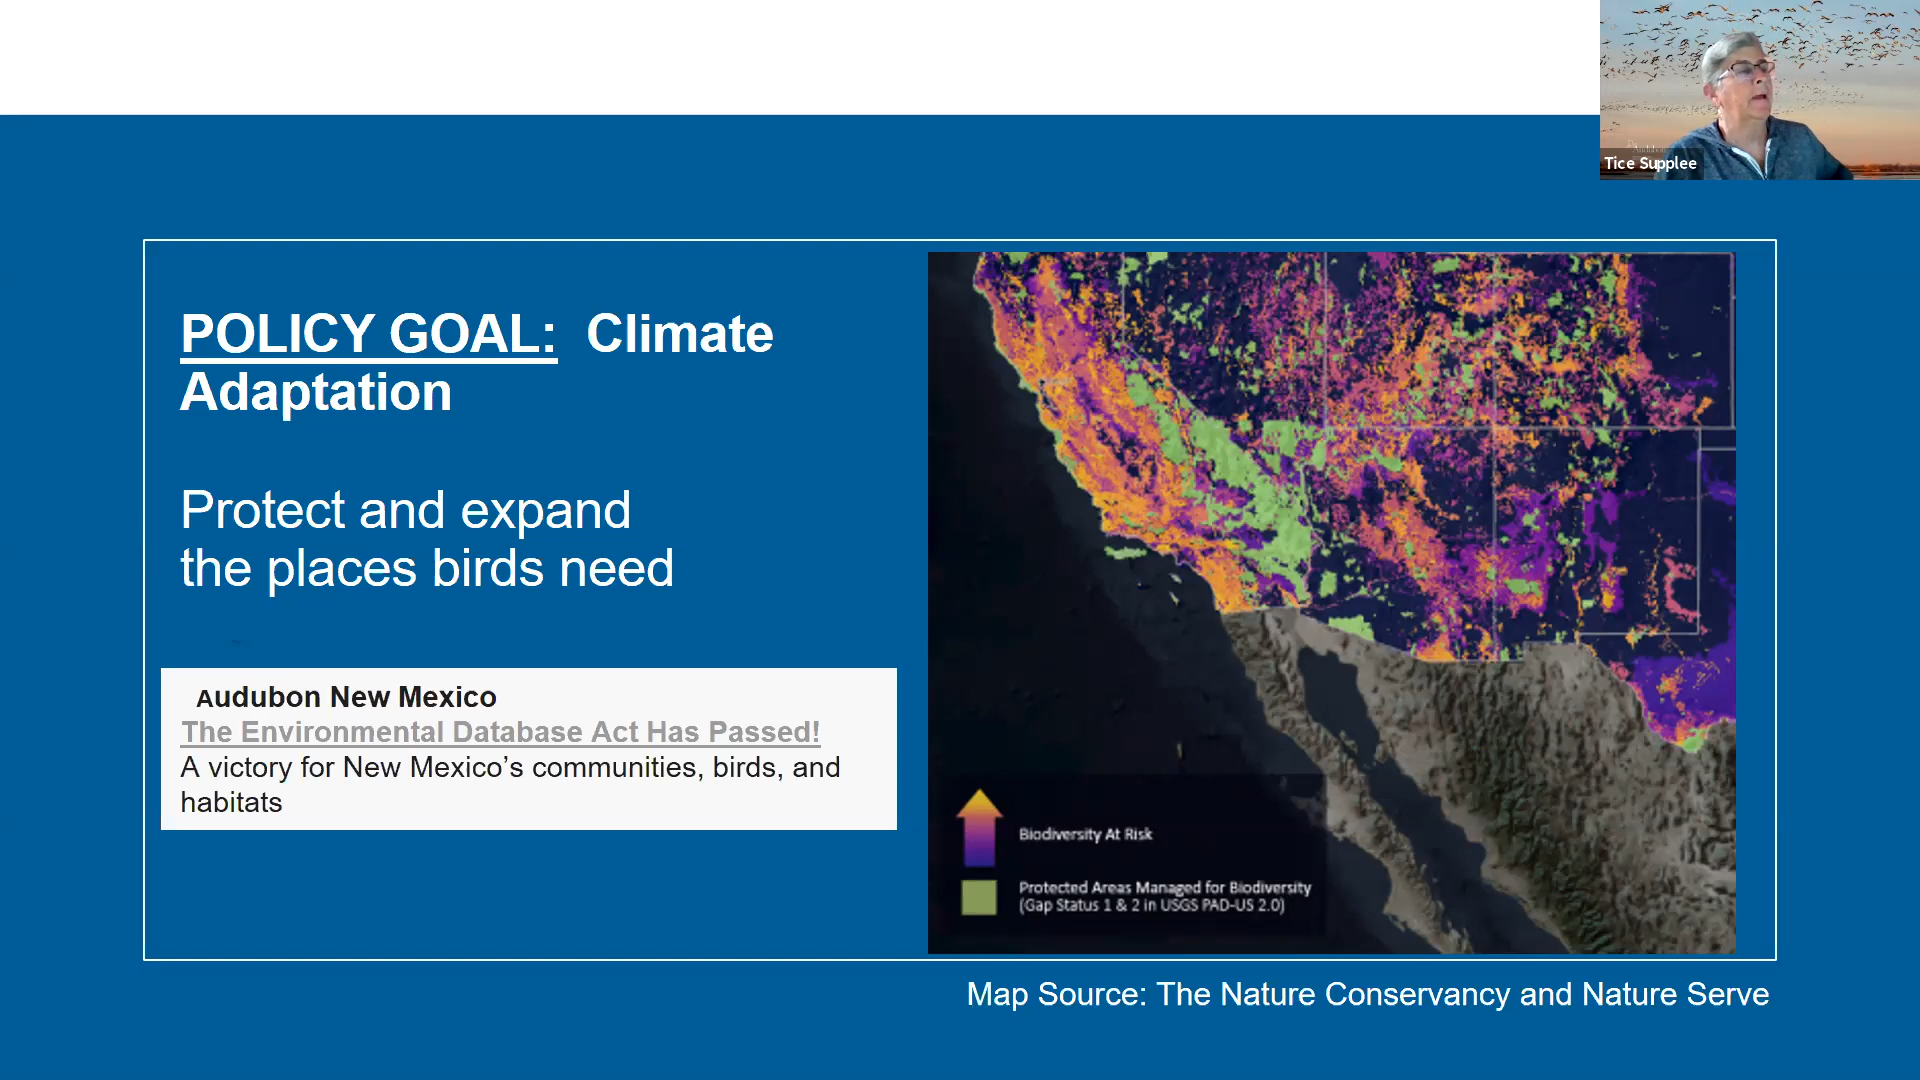 Tice Supplee
POLICY GOAL: Climate
Adaptation
Protect and expand
the places birds need
Audubon New Mexico
The Environmental Database Act Has Passed!
A victory for New Mexico’s communities, birds, and
habitats
Biodiversity At Risk
Protected Areas Managed for Biodiversity
(Gap Status 1 & 2 in USGS PAD-US 2.0)
Map Source: The Nature Conservancy and Nature Serve